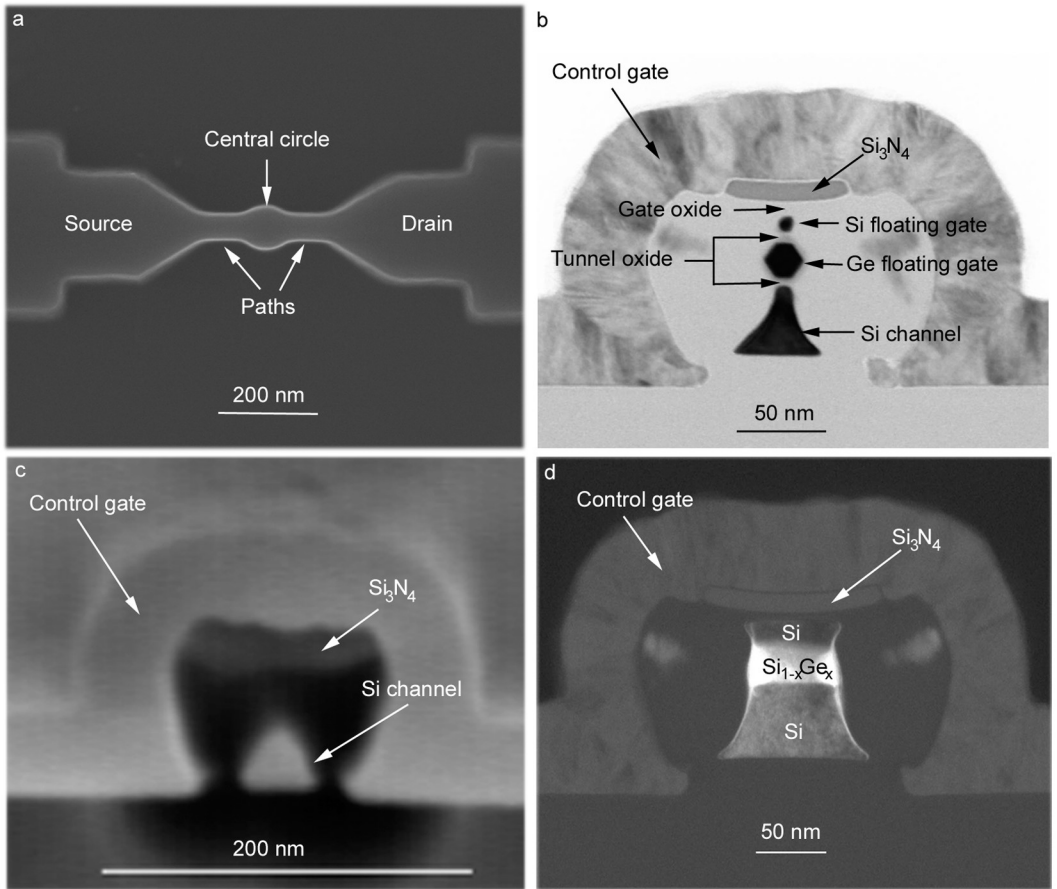 a
Central circle
Source
Drain
Paths
200 nm
b
Control gate
Si₃N₄
Gate oxide
Si floating gate
Tunnel oxide
Ge floating gate
Si channel
50 nm
c
Control gate
Si₃N₄
Si channel
200 nm
d
Control gate
Si₃N₄
Si
Si₁₋ₓGeₓ
Si
50 nm